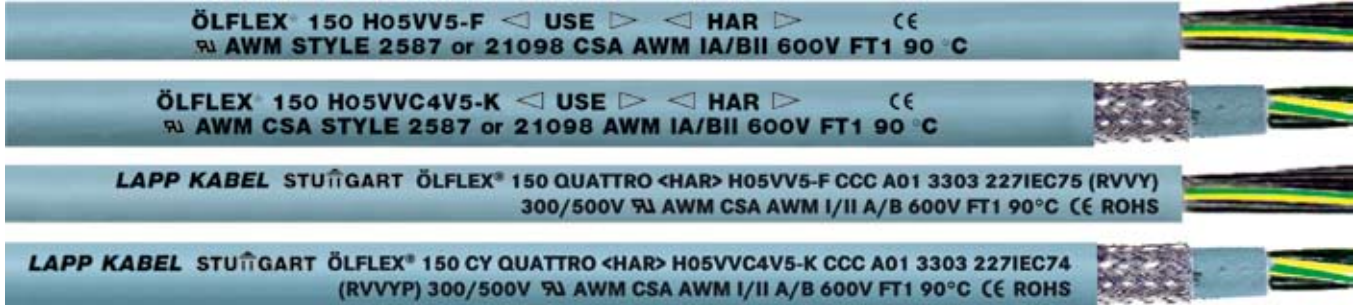 ÖLFLEX® 150 H05VV5-F ◁ USE ▷ ◁ HAR ▷ CE
RU AWM STYLE 2587 or 21098 CSA AWM IA/BII 600V FT1 90 °C
ÖLFLEX® 150 H05VVC4V5-K ◁ USE ▷ ◁ HAR ▷ CE
RU AWM CSA STYLE 2587 or 21098 AWM IA/BII 600V FT1 90 °C
LAPP KABEL STUTTGART ÖLFLEX® 150 QUATTRO <HAR> H05VV5-F CCC A01 3303 227IEC75 (RVVY)
300/500V RU AWM CSA AWM I/II A/B 600V FT1 90°C CE ROHS
LAPP KABEL STUTTGART ÖLFLEX® 150 CY QUATTRO <HAR> H05VVC4V5-K CCC A01 3303 227IEC74
(RVVYP) 300/500V RU AWM CSA AWM I/II A/B 600V FT1 90°C CE ROHS